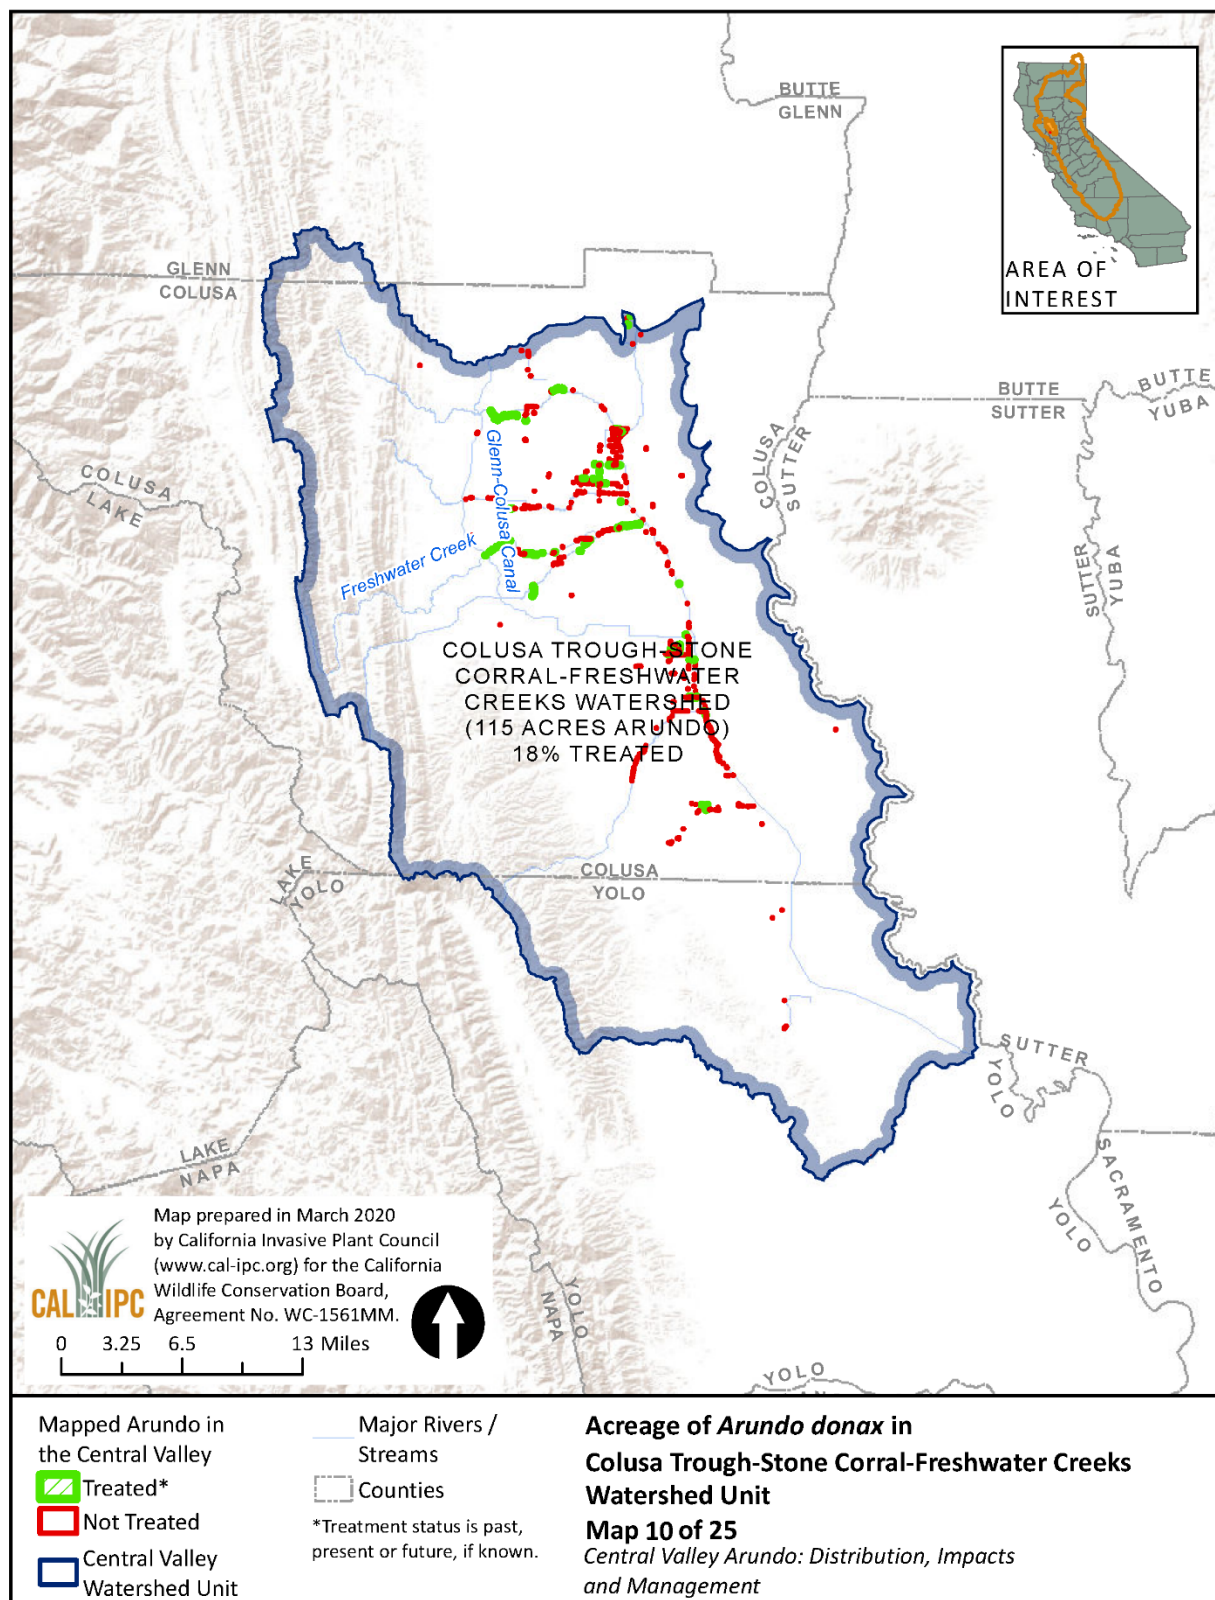 BUTTE
GLENN
AREA OF
INTEREST
GLENN
COLUSA
BUTTE
SUTTER
BUTTE
YUBA
COLUSA
SUTTER
COLUSA
LAKE
Glenn-Colusa Canal
Freshwater Creek
SUTTER
YUBA
COLUSA TROUGH-STONE
CORRAL-FRESHWATER
CREEKS WATERSHED
(115 ACRES ARUNDO)
18% TREATED
LAKE
YOLO
COLUSA
YOLO
SUTTER
YOLO
LAKE
NAPA
SACRAMENTO
YOLO
YOLO
NAPA
YOLO
CAL-IPC
Map prepared in March 2020
by California Invasive Plant Council
(www.cal-ipc.org) for the California
Wildlife Conservation Board,
Agreement No. WC-1561MM.
0 3.25 6.5 13 Miles
Mapped Arundo in
the Central Valley
Treated*
Not Treated
Central Valley
Watershed Unit
Major Rivers /
Streams
Counties
*Treatment status is past,
present or future, if known.
Acreage of Arundo donax in
Colusa Trough-Stone Corral-Freshwater Creeks
Watershed Unit
Map 10 of 25
Central Valley Arundo: Distribution, Impacts
and Management